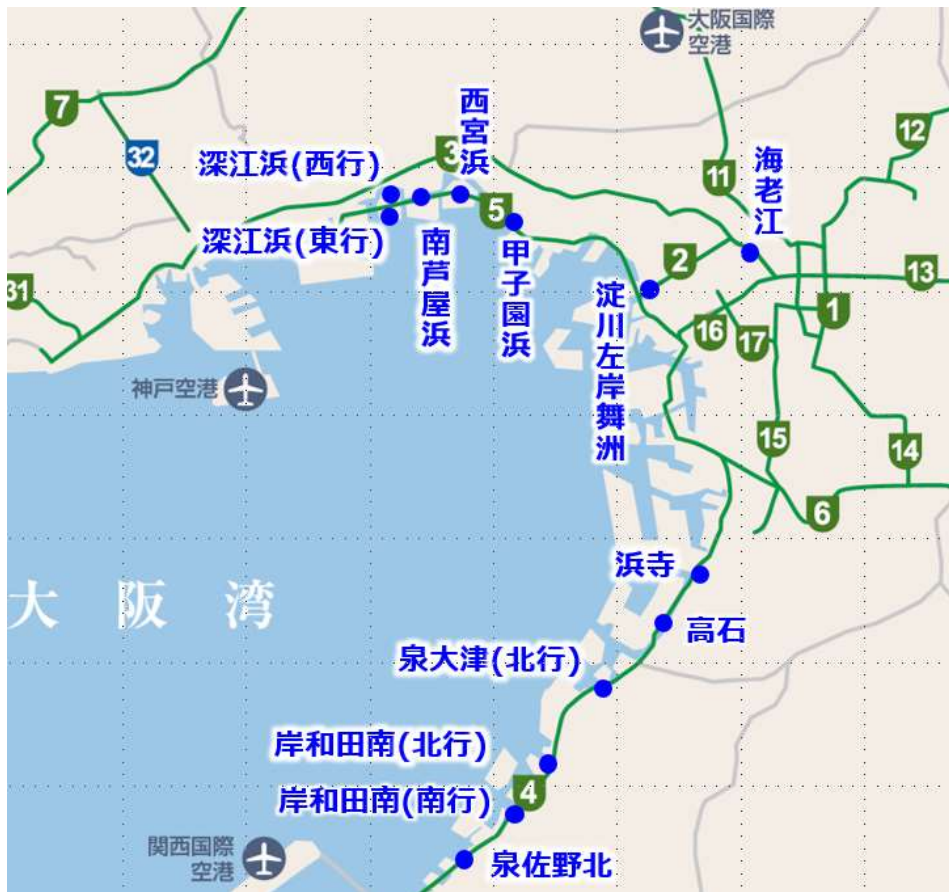 大阪国際
空港
7
12
西宮浜
3
海老江
32
深江浜(西行)
11
5
深江浜(東行)
南芦屋浜
甲子園浜
2
淀川左岸舞洲
13
31
1
16
17
神戸空港
15
14
6
浜寺
大阪湾
高石
泉大津(北行)
岸和田南(北行)
4
岸和田南(南行)
関西国際
空港
泉佐野北